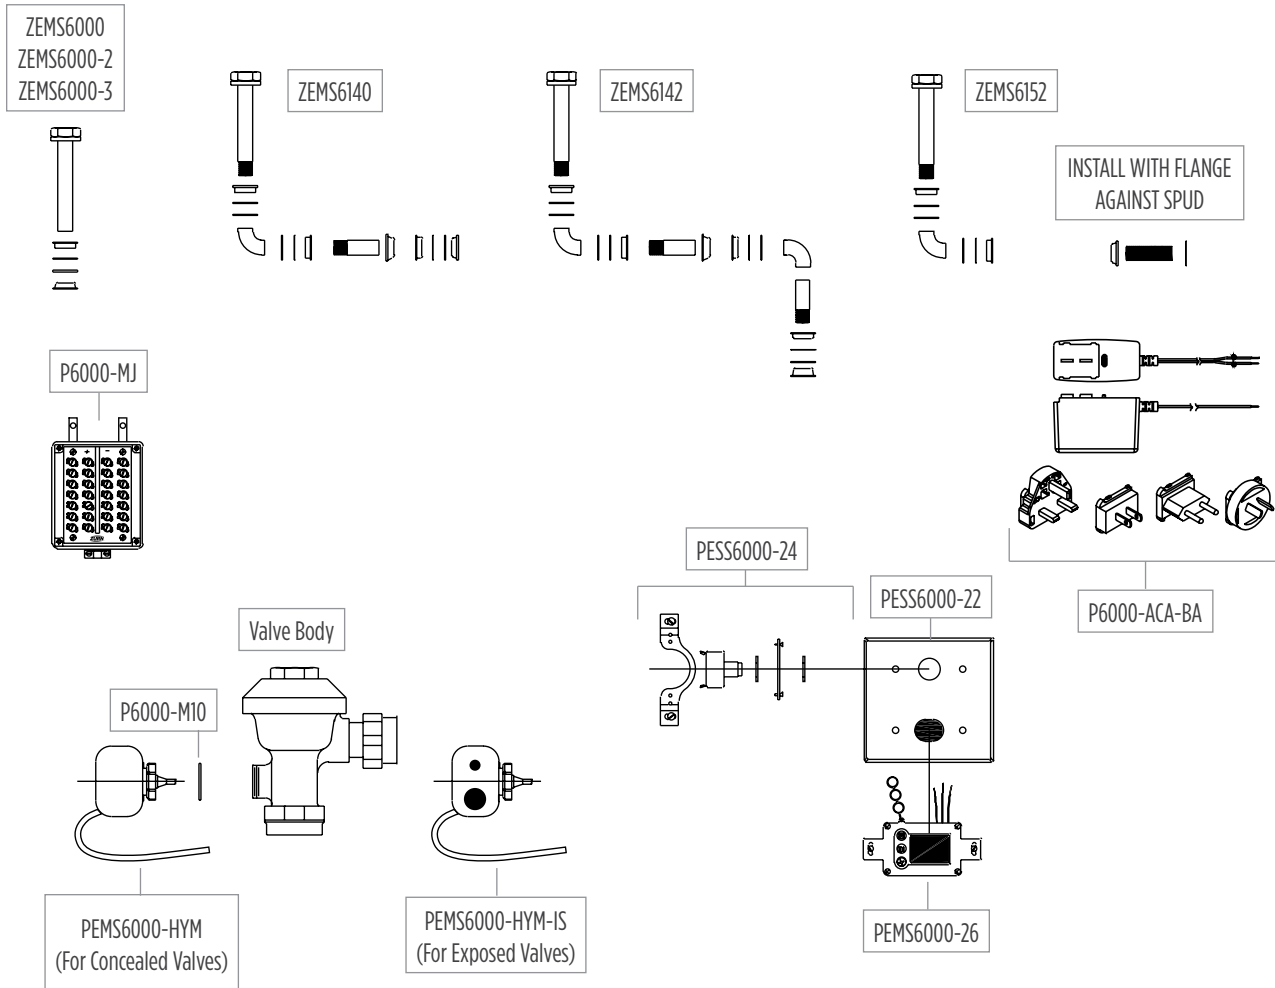 ZEMS6000
ZEMS6000-2
ZEMS6000-3
ZEMS6140
ZEMS6142
ZEMS6152
INSTALL WITH FLANGE
AGAINST SPUD
P6000-MJ
ZURN
PESS6000-24
PESS6000-22
P6000-ACA-BA
Valve Body
P6000-M10
PEMS6000-HYM
(For Concealed Valves)
PEMS6000-HYM-IS
(For Exposed Valves)
PEMS6000-26